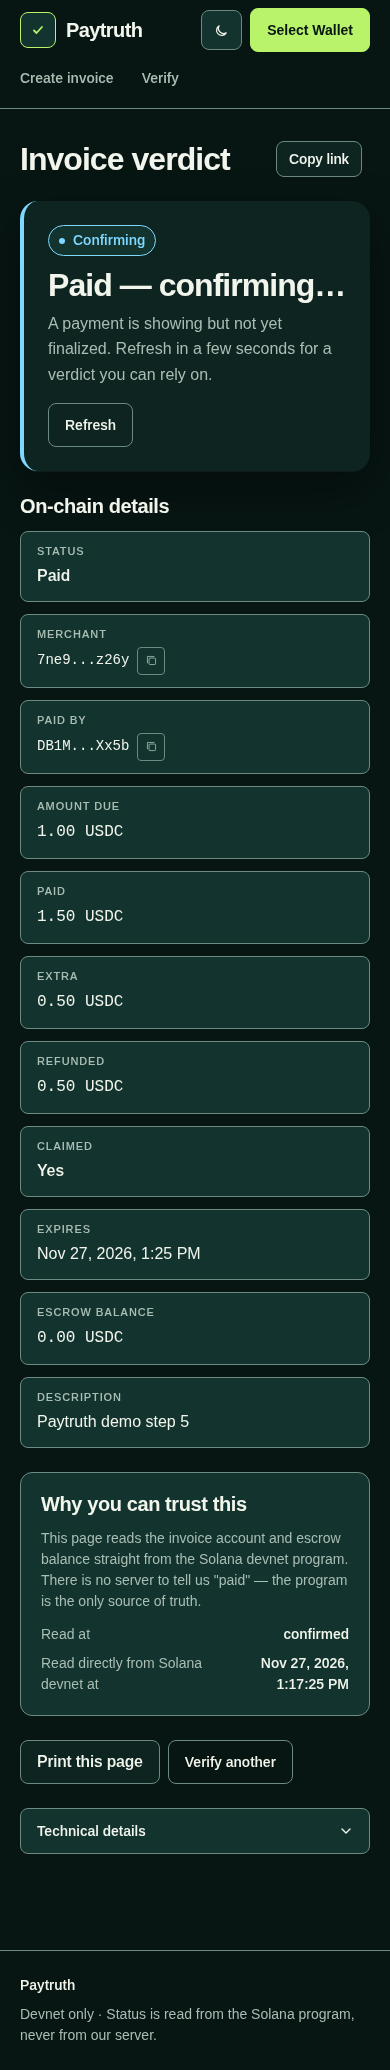 Paytruth
Select Wallet
Create invoice
Verify
Invoice verdict
Copy link
Confirming
Paid — confirming…
A payment is showing but not yet
finalized. Refresh in a few seconds for a
verdict you can rely on.
Refresh
On-chain details
STATUS
Paid
MERCHANT
7ne9...z26y
PAID BY
DB1M...Xx5b
AMOUNT DUE
1.00 USDC
PAID
1.50 USDC
EXTRA
0.50 USDC
REFUNDED
0.50 USDC
CLAIMED
Yes
EXPIRES
Nov 27, 2026, 1:25 PM
ESCROW BALANCE
0.00 USDC
DESCRIPTION
Paytruth demo step 5
Why you can trust this
This page reads the invoice account and escrow
balance straight from the Solana devnet program.
There is no server to tell us "paid" — the program
is the only source of truth.
Read at
confirmed
Read directly from Solana
devnet at
Nov 27, 2026,
1:17:25 PM
Print this page
Verify another
Technical details
Paytruth
Devnet only · Status is read from the Solana program,
never from our server.